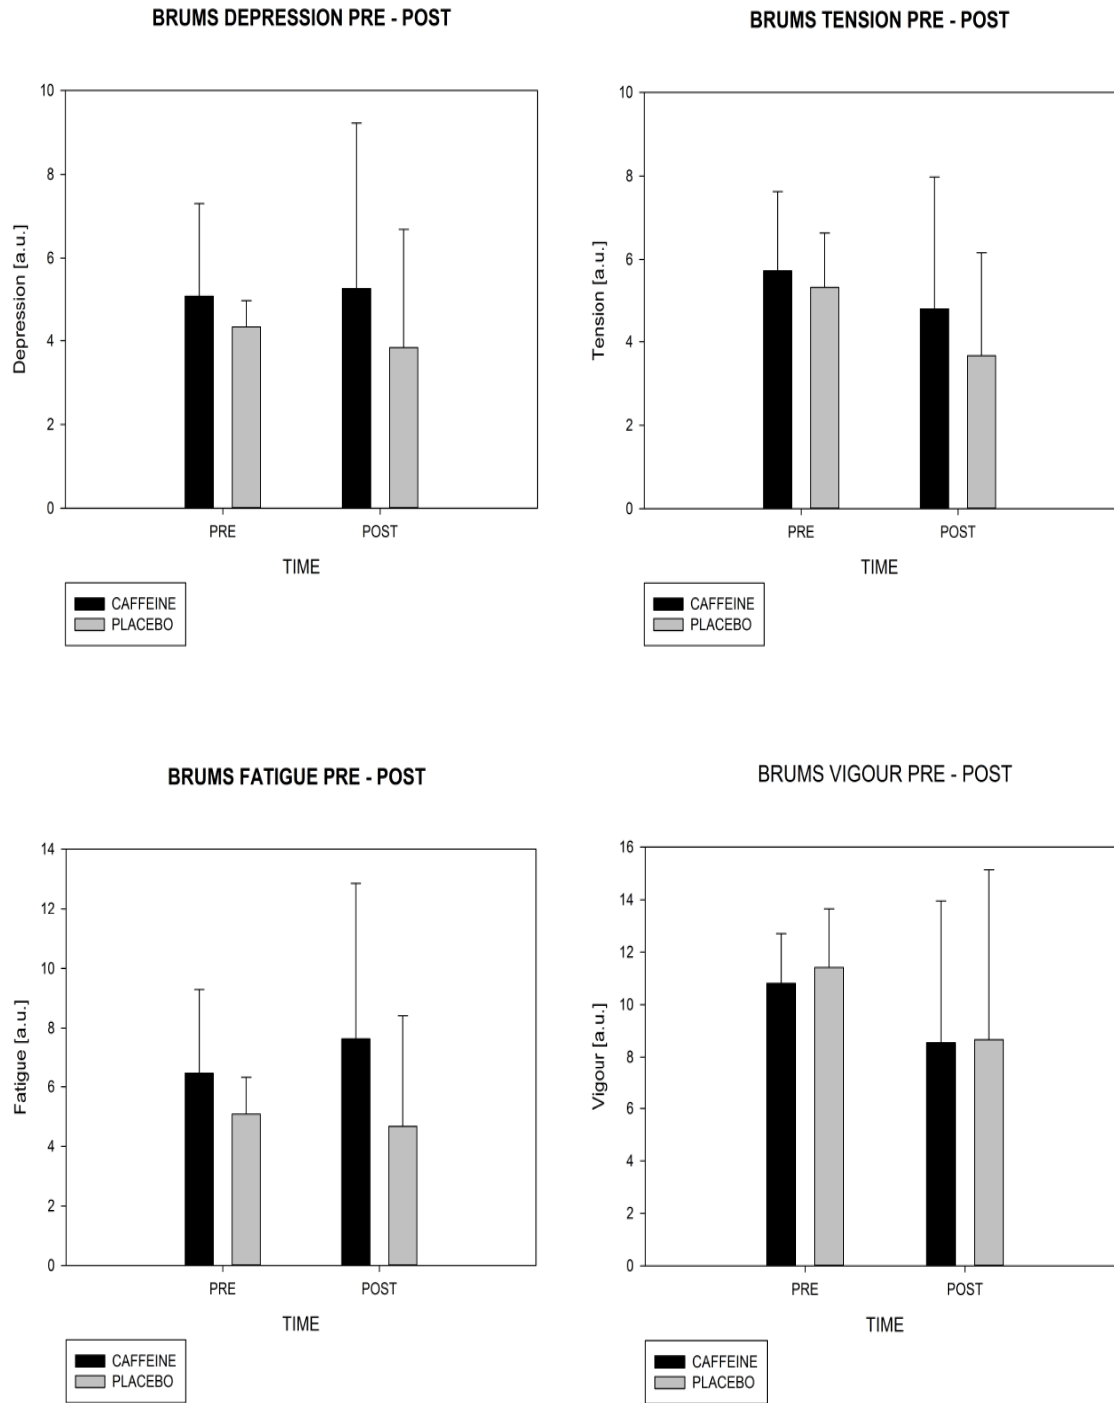 BRUMS DEPRESSION PRE - POST
10
8
6
4
2
0
Depression [a.u.]
PRE
POST
TIME
CAFFEINE
PLACEBO
BRUMS TENSION PRE - POST
10
8
6
4
2
0
Tension [a.u.]
PRE
POST
TIME
CAFFEINE
PLACEBO
BRUMS FATIGUE PRE - POST
14
12
10
8
6
4
2
0
Fatigue [a.u.]
PRE
POST
TIME
CAFFEINE
PLACEBO
BRUMS VIGOUR PRE - POST
16
14
12
10
8
6
4
2
0
Vigour [a.u.]
PRE
POST
TIME
CAFFEINE
PLACEBO